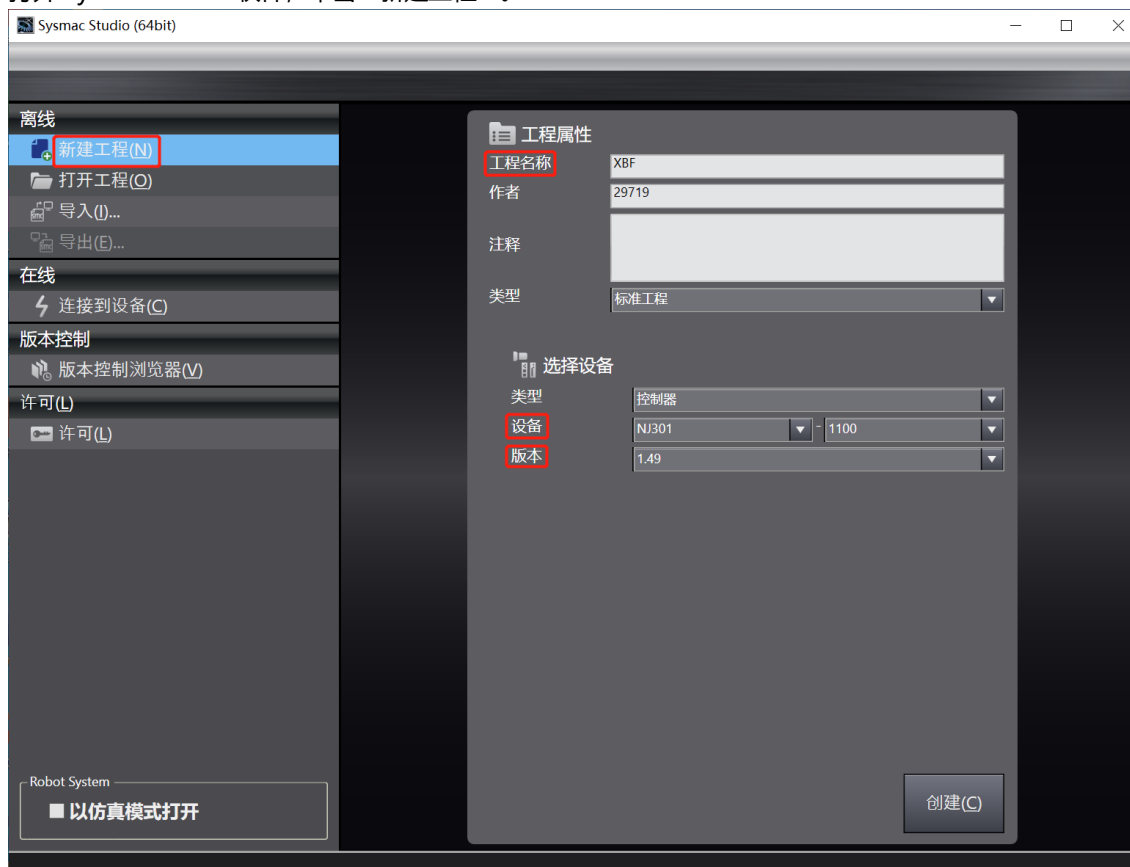 Sysmac Studio (64bit)
离线
新建工程(N)
打开工程(O)
导入(I)...
导出(E)...
在线
连接到设备(C)
版本控制
版本控制浏览器(V)
许可(L)
许可(L)
Robot System
以仿真模式打开
工程属性
工程名称 XBF
作者 29719
注释
类型 标准工程
选择设备
类型 控制器
设备 NJ301 - 1100
版本 1.49
创建(C)